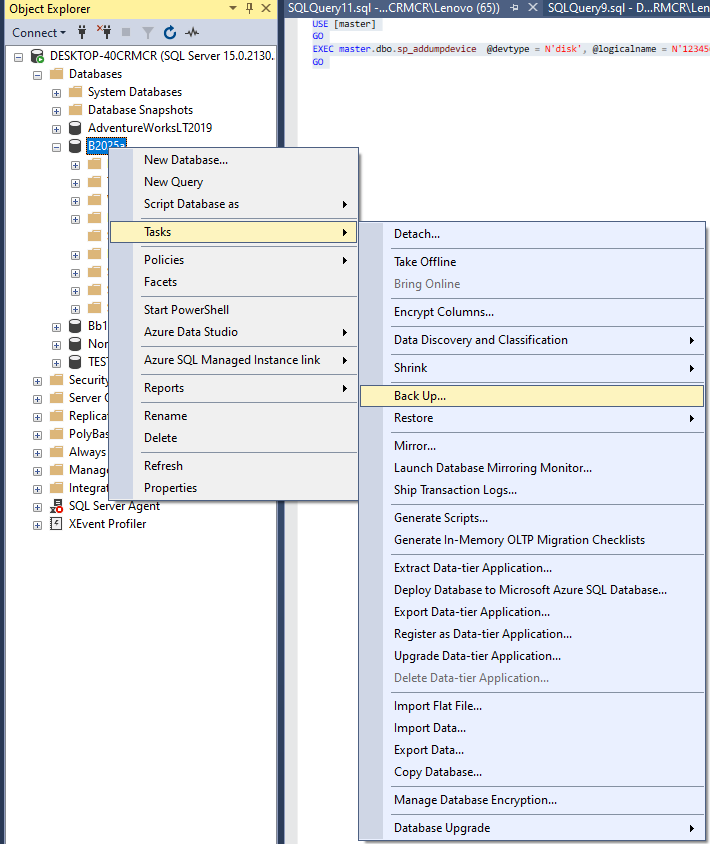 Object Explorer
Connect
DESKTOP-40CRMCR (SQL Server 15.0.2130.
Databases
System Databases
Database Snapshots
AdventureWorksLT2019
B2025a
Bb1
Nor
TEST
Security
Server O
Replicat
PolyBas
Always
Manage
Integrat
SQL Server Agent
XEvent Profiler
New Database...
New Query
Script Database as
Tasks
Policies
Facets
Start PowerShell
Azure Data Studio
Azure SQL Managed Instance link
Reports
Rename
Delete
Refresh
Properties
Detach...
Take Offline
Bring Online
Encrypt Columns...
Data Discovery and Classification
Shrink
Back Up...
Restore
Mirror...
Launch Database Mirroring Monitor...
Ship Transaction Logs...
Generate Scripts...
Generate In-Memory OLTP Migration Checklists
Extract Data-tier Application...
Deploy Database to Microsoft Azure SQL Database...
Export Data-tier Application...
Register as Data-tier Application...
Upgrade Data-tier Application...
Delete Data-tier Application...
Import Flat File...
Import Data...
Export Data...
Copy Database...
Manage Database Encryption...
Database Upgrade
SQLQuery11.sql -...CRMCR\Lenovo (65))
SQLQuery9.sql - D...RMCR\Len
USE [master]
GO
EXEC master.dbo.sp_addumpdevice @devtype = N'disk', @logicalname = N'12345
GO